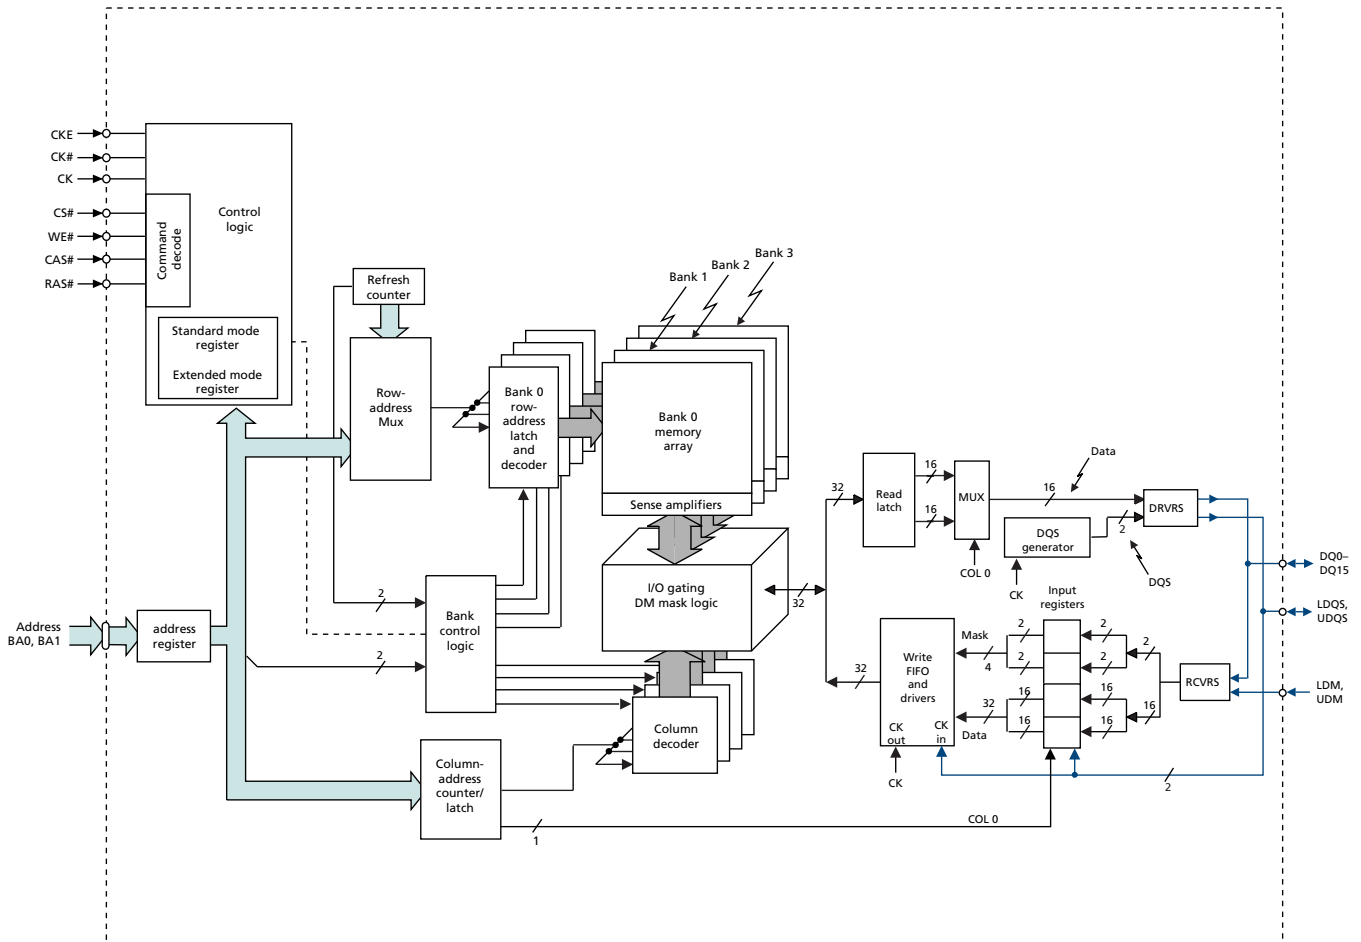 CKE
CK#
CK
CS#
WE#
CAS#
RAS#
Command
decode
Control
logic
Standard mode
register
Extended mode
register
Refresh
counter
Row-
address
Mux
Bank 0
row-
address
latch
and
decoder
Bank 1
Bank 2
Bank 3
Bank 0
memory
array
Sense amplifiers
I/O gating
DM mask logic
32
Address
BA0, BA1
address
register
2
2
Bank
control
logic
Column-
address
counter/
latch
1
Column
decoder
COL 0
32
Read
latch
16
16
MUX
COL 0
16
Data
DQS
generator
CK
2
DQS
DRVRS
DQ0–
DQ15
LDQS,
UDQS
LDM,
UDM
RCVRS
Input
registers
2
2
16
16
2
2
16
16
2
16
Mask
4
32
Data
Write
FIFO
and
drivers
CK
out
CK
in
CK
32
2